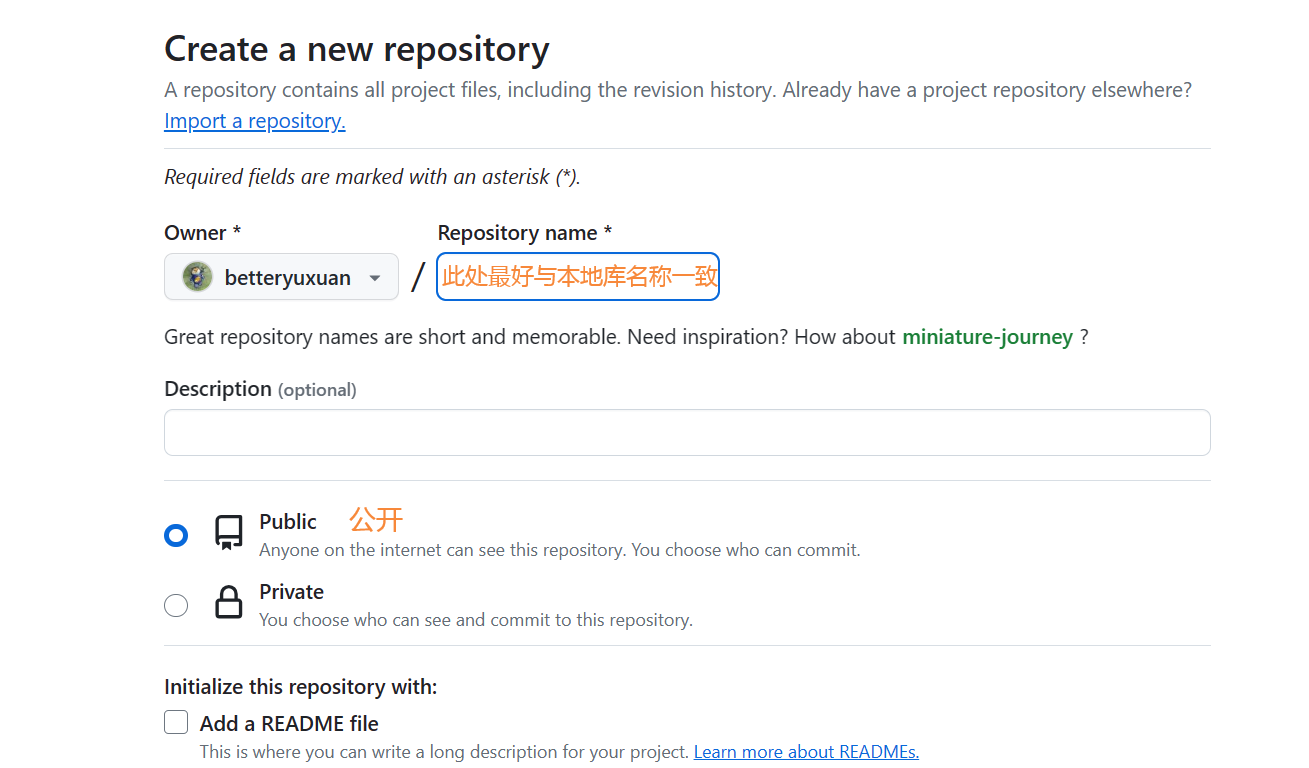 Create a new repository
A repository contains all project files, including the revision history. Already have a project repository elsewhere?
Import a repository.
Required fields are marked with an asterisk (*).
Owner *
Repository name *
betteryuxuan
/
此处最好与本地库名称一致
Great repository names are short and memorable. Need inspiration? How about miniature-journey ?
Description (optional)
Public 公开
Anyone on the internet can see this repository. You choose who can commit.
Private
You choose who can see and commit to this repository.
Initialize this repository with:
Add a README file
This is where you can write a long description for your project. Learn more about READMEs.